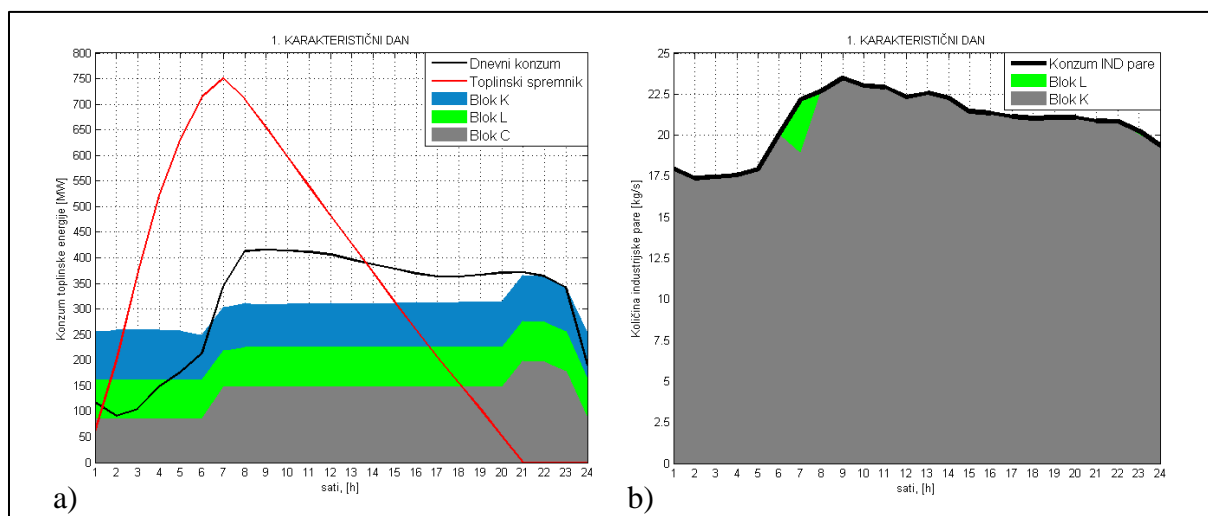 1. KARAKTERISTIČNI DAN
Konzum toplinske energije [MW]
800
750
700
650
600
550
500
450
400
350
300
250
200
150
100
50
0
Dnevni konzum
Toplinski spremnik
Blok K
Blok L
Blok C
1 2 3 4 5 6 7 8 9 10 11 12 13 14 15 16 17 18 19 20 21 22 23 24
sati, [h]
a)
1. KARAKTERISTIČNI DAN
Količina industrijske pare [kg/s]
25
22.5
20
17.5
15
12.5
10
7.5
5
2.5
0
Konzum IND pare
Blok L
Blok K
1 2 3 4 5 6 7 8 9 10 11 12 13 14 15 16 17 18 19 20 21 22 23 24
sati, [h]
b)